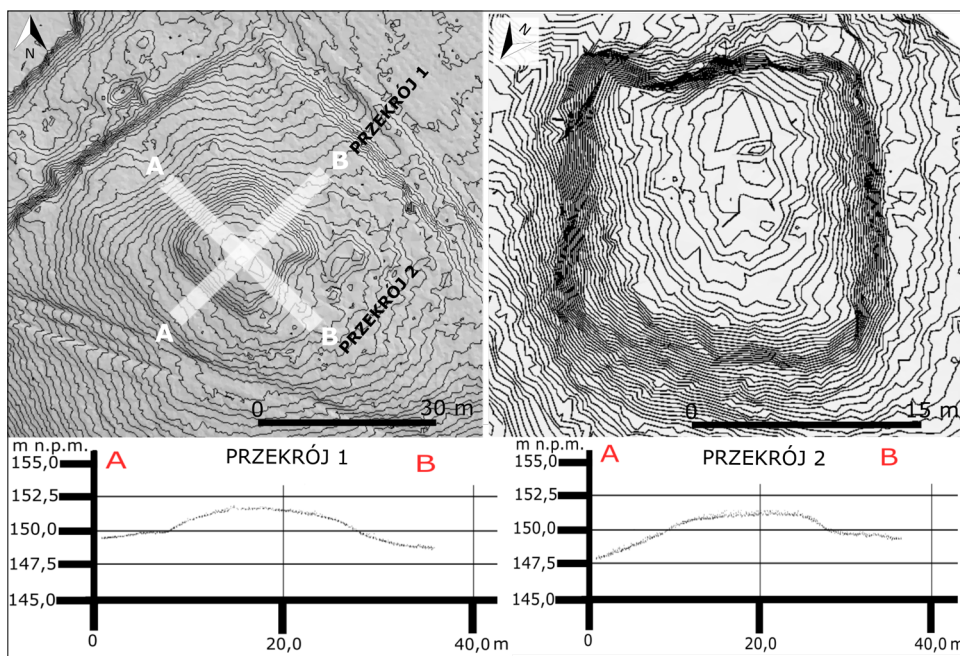 N
A
B
PRZEKRÓJ 1
A
B
PRZEKRÓJ 2
0 30 m
N
0 15 m
m n.p.m.
155,0
152,5
150,0
147,5
145,0
A
PRZEKRÓJ 1
B
0 20,0 40,0 m
m n.p.m.
155,0
152,5
150,0
147,5
145,0
A
PRZEKRÓJ 2
B
0 20,0 40,0 m